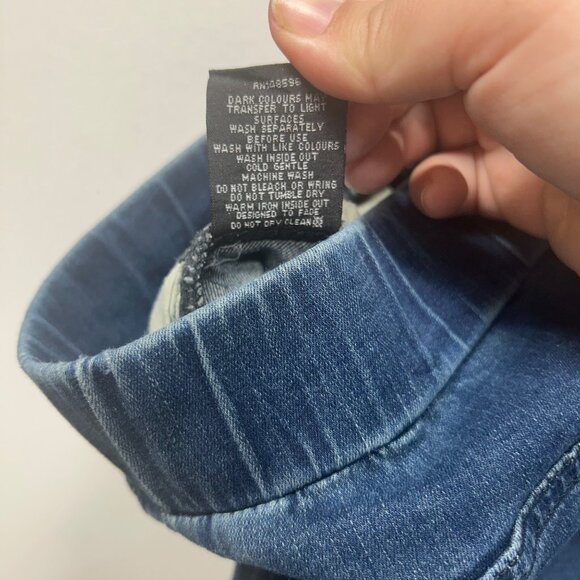 RN148596
DARK COLOURS MAY
TRANSFER TO LIGHT
SURFACES
WASH SEPARATELY
BEFORE USE
WASH WITH LIKE COLOURS
WASH INSIDE OUT
COLD GENTLE
MACHINE WASH
DO NOT BLEACH OR WRING
DO NOT TUMBLE DRY
WARM IRON INSIDE OUT
DESIGNED TO FADE
DO NOT DRY CLEAN